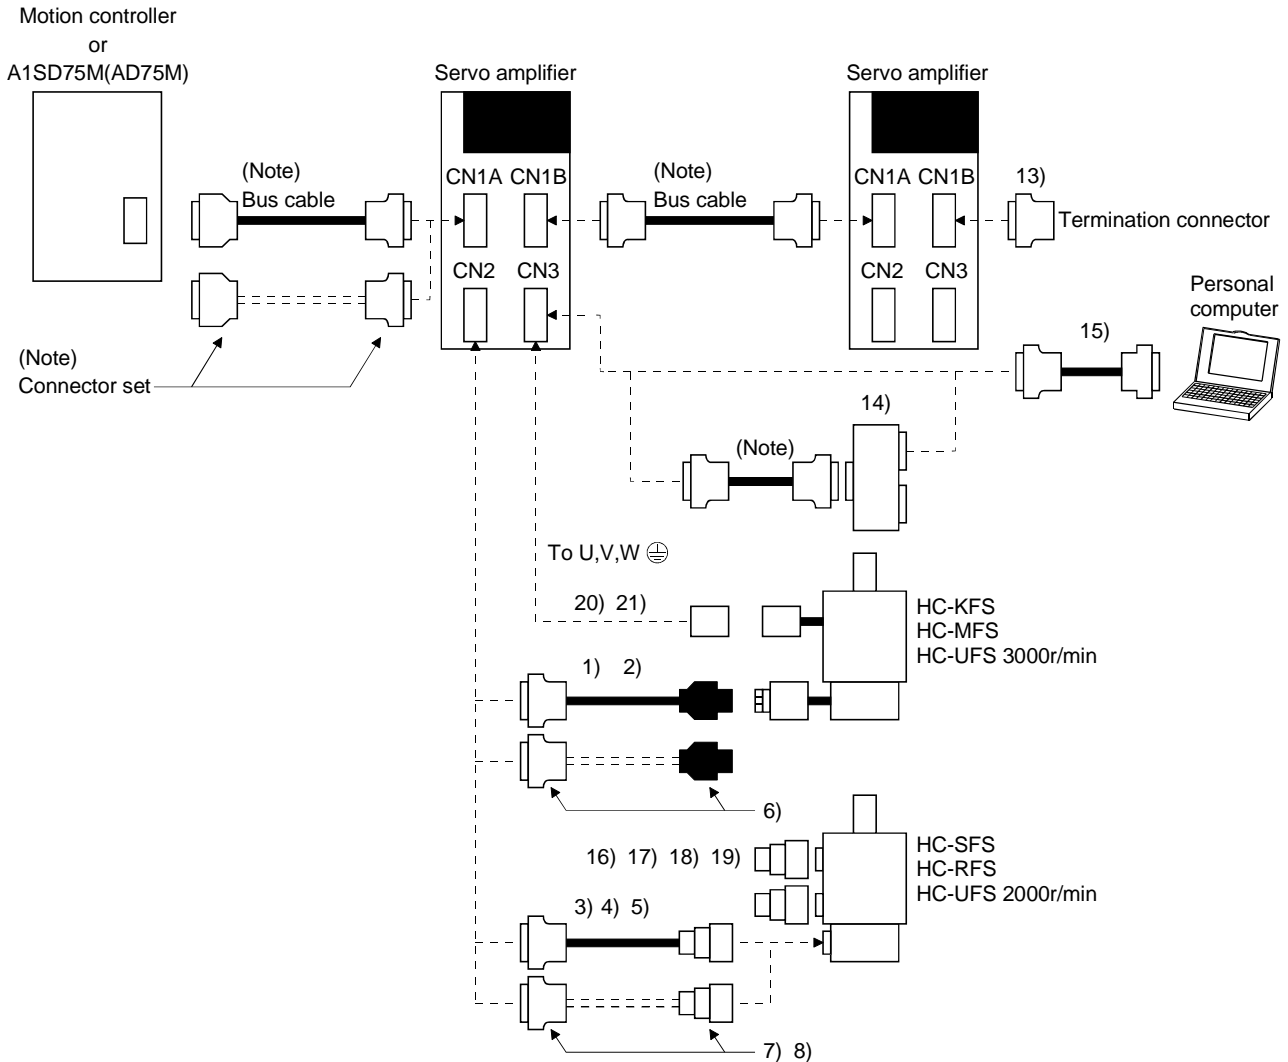 Motion controller
or
A1SD75M(AD75M)
Servo amplifier
Servo amplifier
(Note)
Bus cable
CN1A CN1B
(Note)
Bus cable
CN1A CN1B
13)
Termination connector
CN2 CN3
CN2 CN3
Personal
computer
(Note)
Connector set
15)
14)
(Note)
To U,V,W
20) 21)
HC-KFS
HC-MFS
HC-UFS 3000r/min
1) 2)
6)
16) 17) 18) 19)
HC-SFS
HC-RFS
HC-UFS 2000r/min
3) 4) 5)
7) 8)